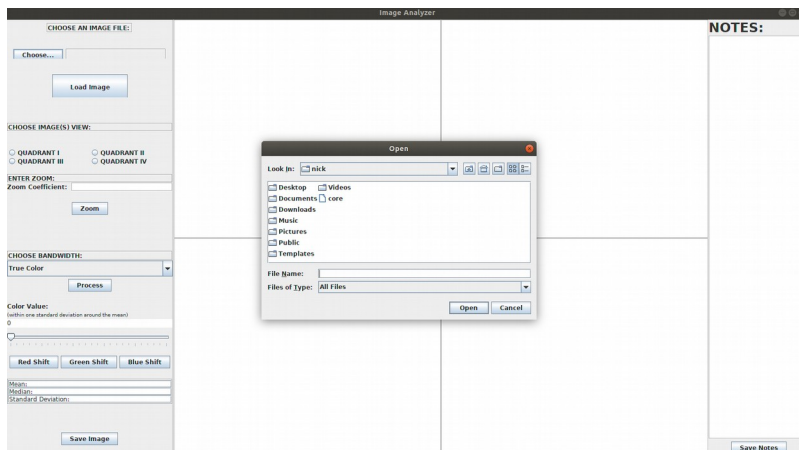 Image Analyzer
CHOOSE AN IMAGE FILE:
Choose...
Load Image
CHOOSE IMAGE(S) VIEW:
QUADRANT I QUADRANT II
QUADRANT III QUADRANT IV
ENTER ZOOM:
Zoom Coefficient:
Zoom
CHOOSE BANDWIDTH:
True Color
Process
Color Value:
(within one standard deviation around the mean)
0
Red Shift Green Shift Blue Shift
Mean:
Median:
Standard Deviation:
Save Image
Open
Look In: nick
Desktop Videos
Documents core
Downloads
Music
Pictures
Public
Templates
File Name:
Files of Type: All Files
Open Cancel
NOTES:
Save Notes